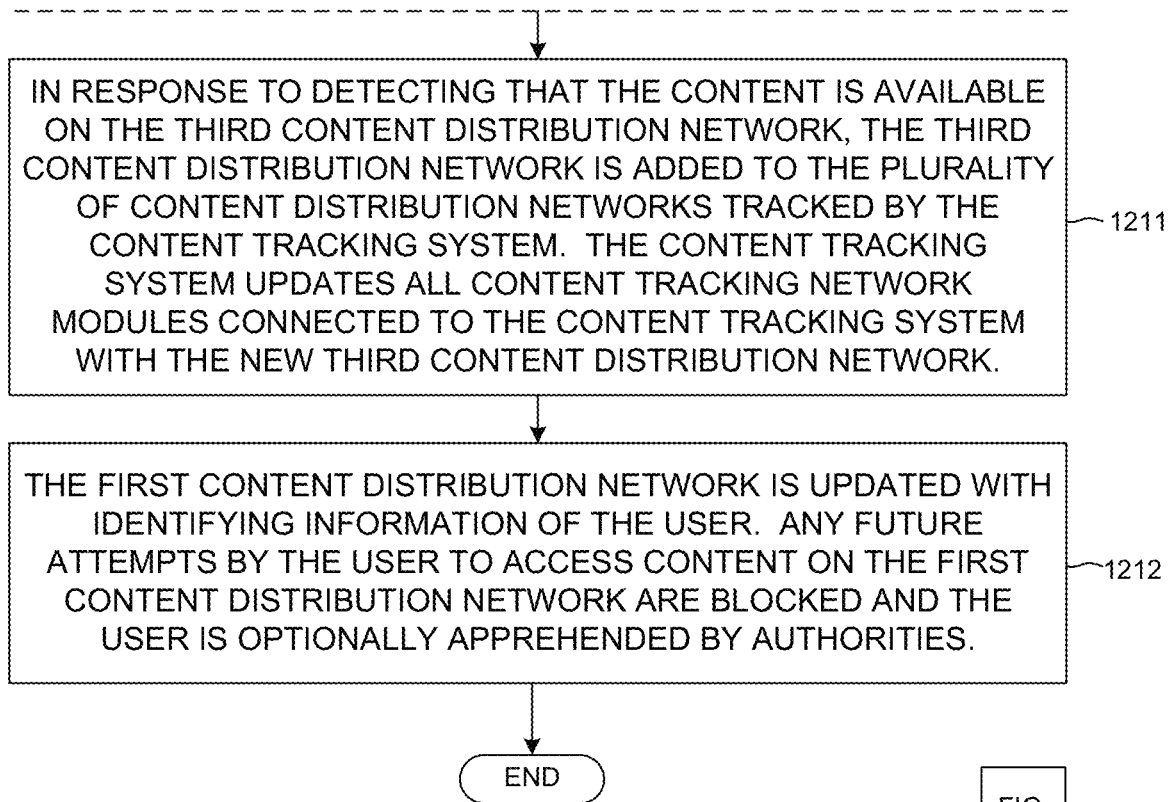 IN RESPONSE TO DETECTING THAT THE CONTENT IS AVAILABLE
ON THE THIRD CONTENT DISTRIBUTION NETWORK, THE THIRD
CONTENT DISTRIBUTION NETWORK IS ADDED TO THE PLURALITY
OF CONTENT DISTRIBUTION NETWORKS TRACKED BY THE
CONTENT TRACKING SYSTEM. THE CONTENT TRACKING
SYSTEM UPDATES ALL CONTENT TRACKING NETWORK
MODULES CONNECTED TO THE CONTENT TRACKING SYSTEM
WITH THE NEW THIRD CONTENT DISTRIBUTION NETWORK.
1211
THE FIRST CONTENT DISTRIBUTION NETWORK IS UPDATED WITH
IDENTIFYING INFORMATION OF THE USER. ANY FUTURE
ATTEMPTS BY THE USER TO ACCESS CONTENT ON THE FIRST
CONTENT DISTRIBUTION NETWORK ARE BLOCKED AND THE
USER IS OPTIONALLY APPREHENDED BY AUTHORITIES.
1212
END
FIG.